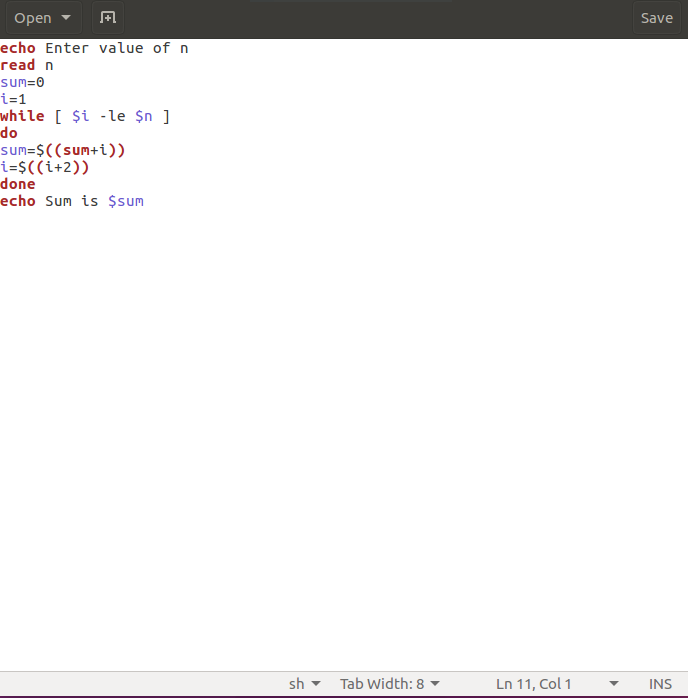 Open Save
echo Enter value of n
read n
sum=0
i=1
while [ $i -le $n ]
do
sum=$((sum+i))
i=$((i+2))
done
echo Sum is $sum
sh Tab Width: 8 Ln 11, Col 1 INS